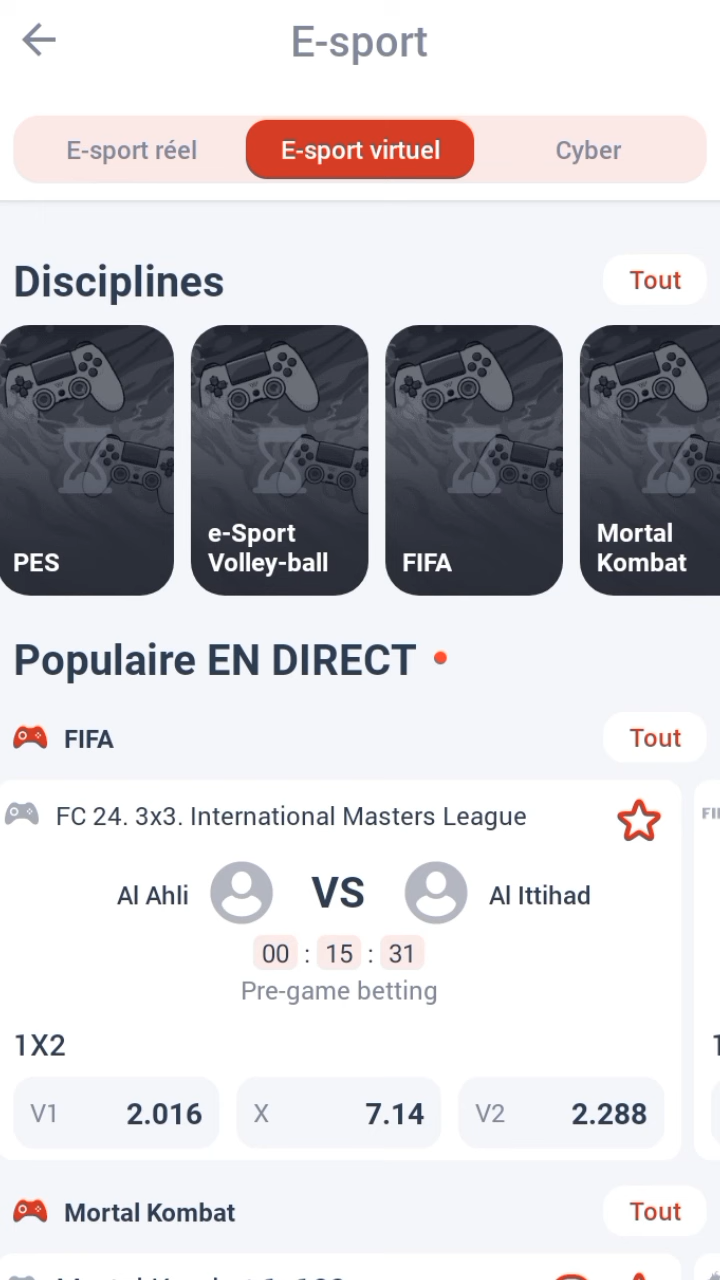 E-sport
E-sport réel
E-sport virtuel
Cyber
Disciplines
Tout
PES
e-Sport
Volley-ball
FIFA
Mortal
Kombat
Populaire EN DIRECT
FIFA
Tout
FC 24. 3x3. International Masters League
Al Ahli
VS
Al Ittihad
00 : 15 : 31
Pre-game betting
1X2
V1 2.016
X 7.14
V2 2.288
Mortal Kombat
Tout